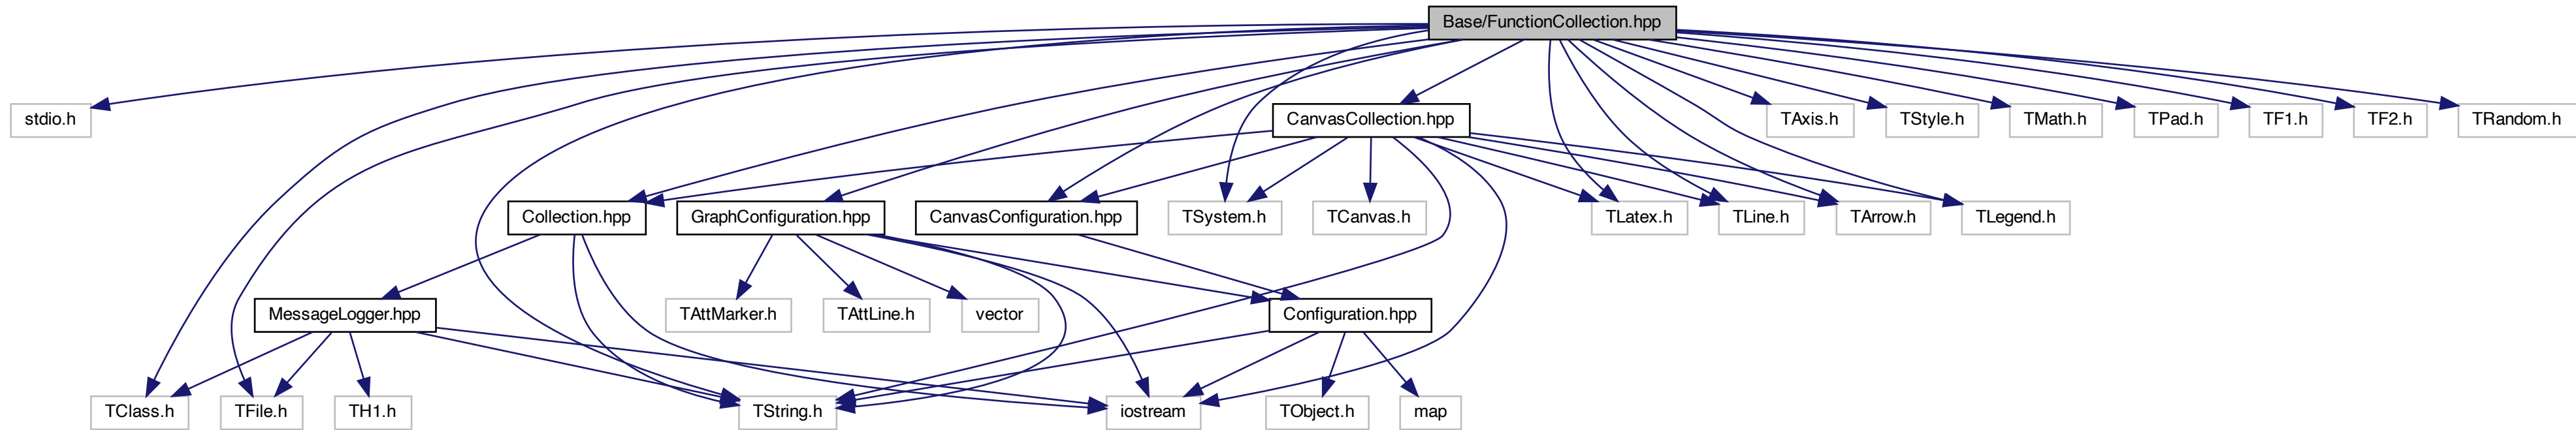 Base/FunctionCollection.hpp
stdio.h
CanvasCollection.hpp
TAxis.h
TStyle.h
TMath.h
TPad.h
TF1.h
TF2.h
TRandom.h
Collection.hpp
GraphConfiguration.hpp
CanvasConfiguration.hpp
TSystem.h
TCanvas.h
TLatex.h
TLine.h
TArrow.h
TLegend.h
MessageLogger.hpp
TAttMarker.h
TAttLine.h
vector
Configuration.hpp
TClass.h
TFile.h
TH1.h
TString.h
iostream
TObject.h
map